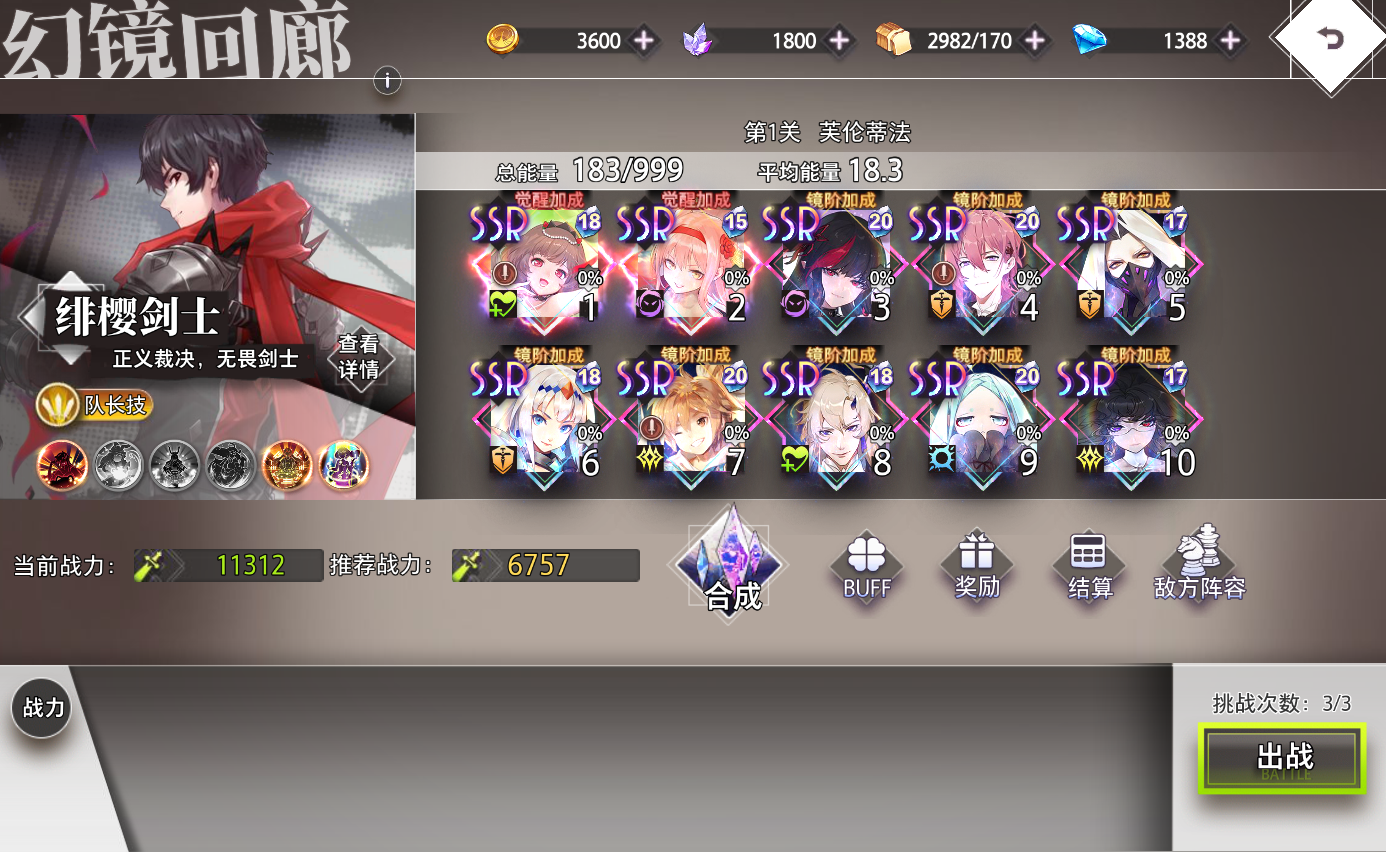 幻镜回廊
i
3600
1800
2982/170
1388
第1关 芙伦蒂法
总能量 183/999 平均能量 18.3
觉醒加成 觉醒加成 镜阶加成 镜阶加成 镜阶加成
SSR 18 SSR 15 SSR 20 SSR 20 SSR 17
0% 0% 0% 0% 0%
1 2 3 4 5
镜阶加成 镜阶加成 镜阶加成 镜阶加成 镜阶加成
SSR 18 SSR 20 SSR 18 SSR 20 SSR 17
0% 0% 0% 0% 0%
6 7 8 9 10
绯樱剑士
正义裁决，无畏剑士
查看
详情
队长技
当前战力： 11312 推荐战力： 6757
合成
BUFF
奖励
结算
敌方阵容
战力
挑战次数：3/3
出战
BATTLE